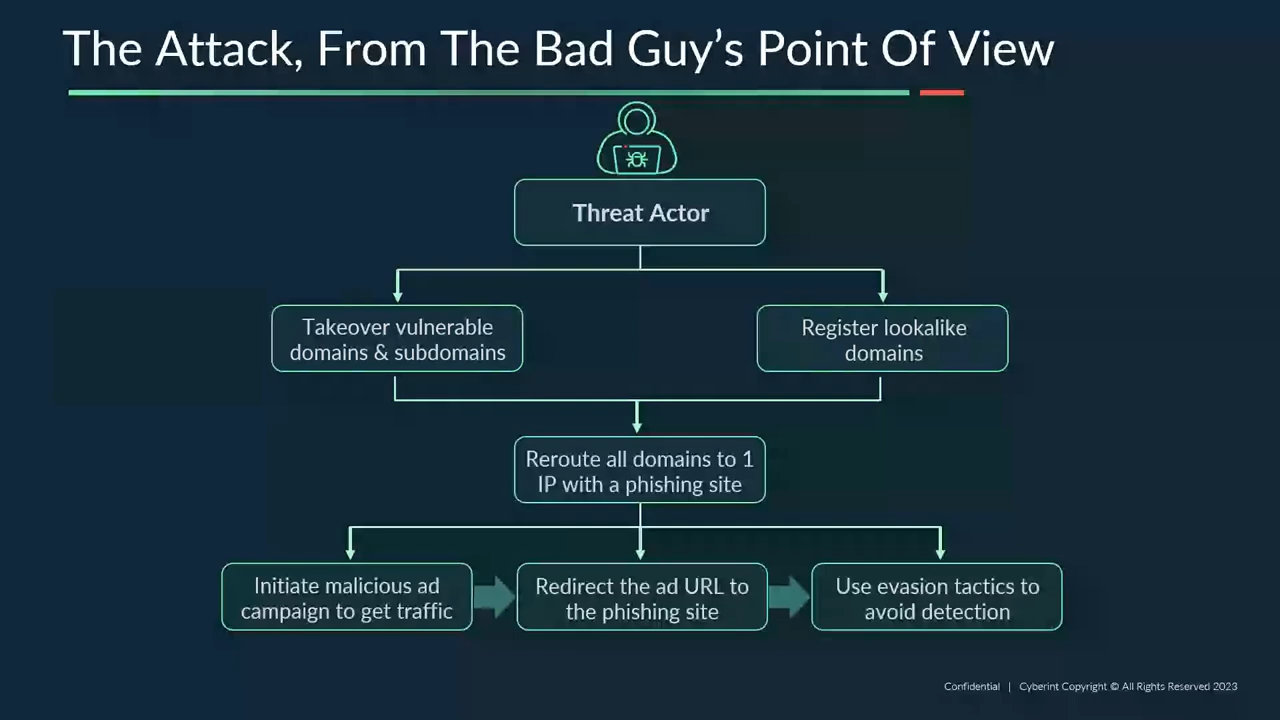 The Attack, From The Bad Guy’s Point Of View
Threat Actor
Takeover vulnerable
domains & subdomains
Register lookalike
domains
Reroute all domains to 1
IP with a phishing site
Initiate malicious ad
campaign to get traffic
Redirect the ad URL to
the phishing site
Use evasion tactics to
avoid detection
Confidential | Cyberint Copyright © All Rights Reserved 2023